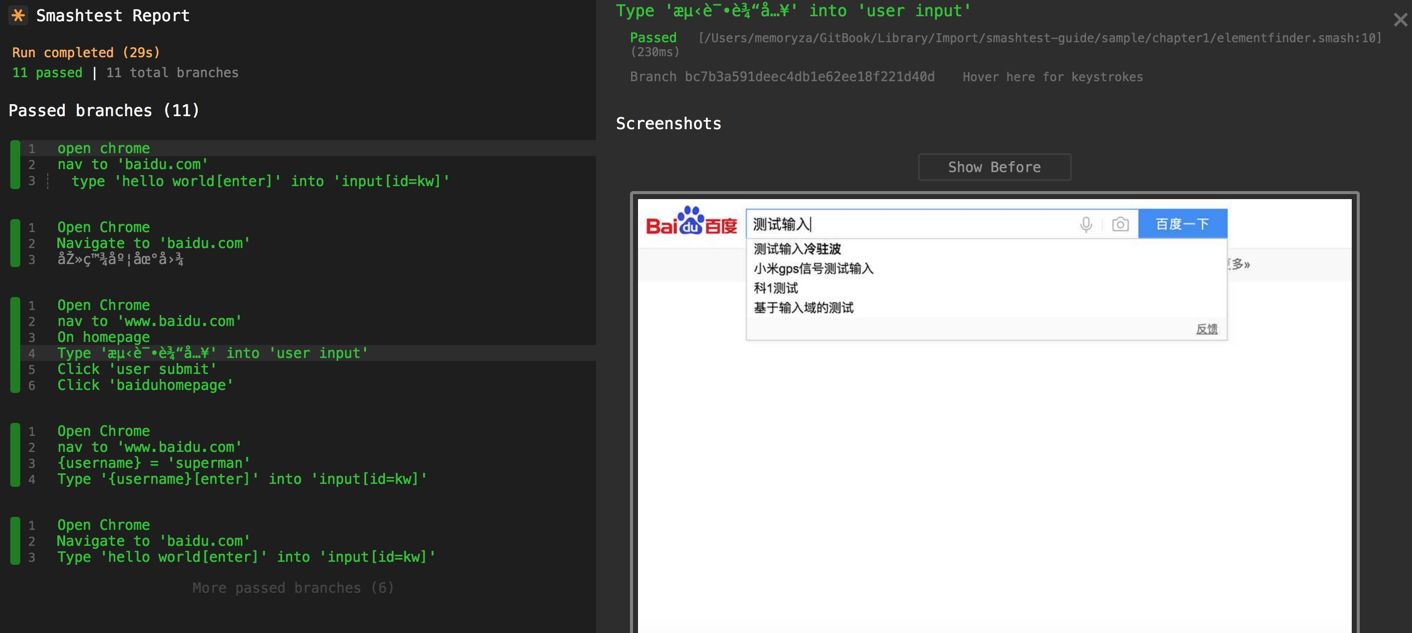 Smashtest Report
Run completed (29s)
11 passed | 11 total branches
Passed branches (11)
1 open chrome
2 nav to 'baidu.com'
3 type 'hello world[enter]' into 'input[id=kw]'
1 Open Chrome
2 Navigate to 'baidu.com'
3 åŽ»ç™¾åº¦åœ°å›¾
1 Open Chrome
2 nav to 'www.baidu.com'
3 On homepage
4 Type 'æµ‹è¯•è¾“å…¥' into 'user input'
5 Click 'user submit'
6 Click 'baiduhomepage'
1 Open Chrome
2 nav to 'www.baidu.com'
3 {username} = 'superman'
4 Type '{username}[enter]' into 'input[id=kw]'
1 Open Chrome
2 Navigate to 'baidu.com'
3 Type 'hello world[enter]' into 'input[id=kw]'
More passed branches (6)
Type 'æµ‹è¯•è¾“å…¥' into 'user input'
Passed [/Users/memoryza/GitBook/Library/Import/smashtest-guide/sample/chapter1/elementfinder.smash:10]
(230ms)
Branch bc7b3a591deec4db1e62ee18f221d40d Hover here for keystrokes
Screenshots
Show Before
Bai du 百度 测试输入 百度一下
测试输入冷驻波
小米gps信号测试输入
更多»
科1测试
基于输入域的测试
反馈